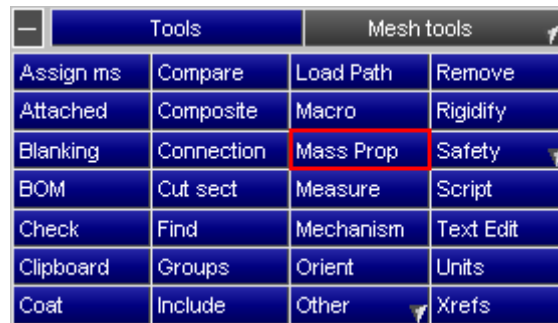 Tools Mesh tools
Assign ms Compare Load Path Remove
Attached Composite Macro Rigidify
Blanking Connection Mass Prop Safety
BOM Cut sect Measure Script
Check Find Mechanism Text Edit
Clipboard Groups Orient Units
Coat Include Other Xrefs